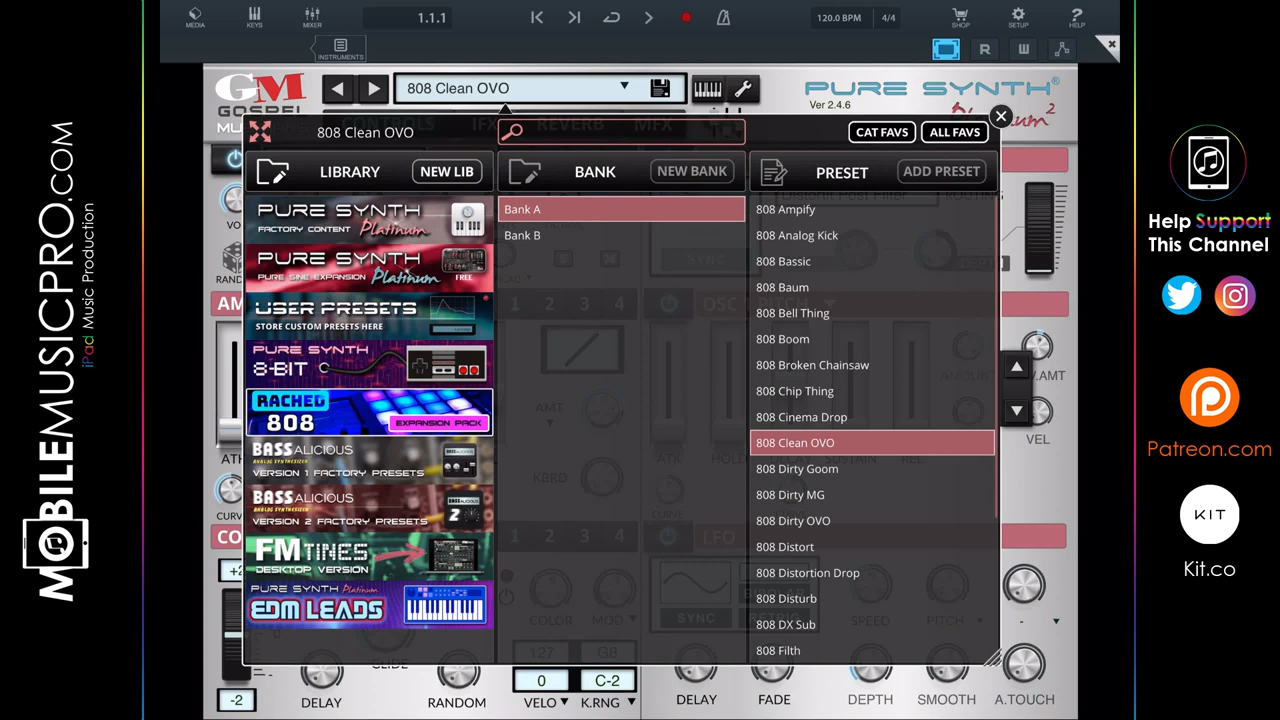 MEDIA
KEYS
MIXER
1.1.1
120.0 BPM
4/4
SHOP
SETUP
HELP
INSTRUMENTS
R
W
GM
GOSPEL
808 Clean OVO
PURE SYNTH®
Ver 2.4.6
808 Clean OVO
CAT FAVS
ALL FAVS
LIBRARY
NEW LIB
BANK
NEW BANK
PRESET
ADD PRESET
PURE SYNTH
FACTORY CONTENT
Platinum
PURE SYNTH
PURE SINE EXPANSION
Platinum
FREE
USER PRESETS
STORE CUSTOM PRESETS HERE
PURE SYNTH Platinum
8-BIT
RACHED
808
EXPANSION PACK
BASSALICIOUS
ANALOG SYNTHESIZER
VERSION 1 FACTORY PRESETS
BASSALICIOUS
ANALOG SYNTHESIZER
VERSION 2 FACTORY PRESETS
2
FM TINES
DESKTOP VERSION
PURE SYNTH Platinum
EDM LEADS
Bank A
Bank B
808 Ampify
808 Analog Kick
808 Bassic
808 Baum
808 Bell Thing
808 Boom
808 Broken Chainsaw
808 Chip Thing
808 Cinema Drop
808 Clean OVO
808 Dirty Goom
808 Dirty MG
808 Dirty OVO
808 Distort
808 Distortion Drop
808 Disturb
808 DX Sub
808 Filth
VEL
-2
DELAY
RANDOM
0
C-2
VELO
K.RNG
DELAY
FADE
DEPTH
SMOOTH
A.TOUCH
MOBILEMUSICPRO.COM
iPad Music Production
Help Support
This Channel
Patreon.com
KIT
Kit.co